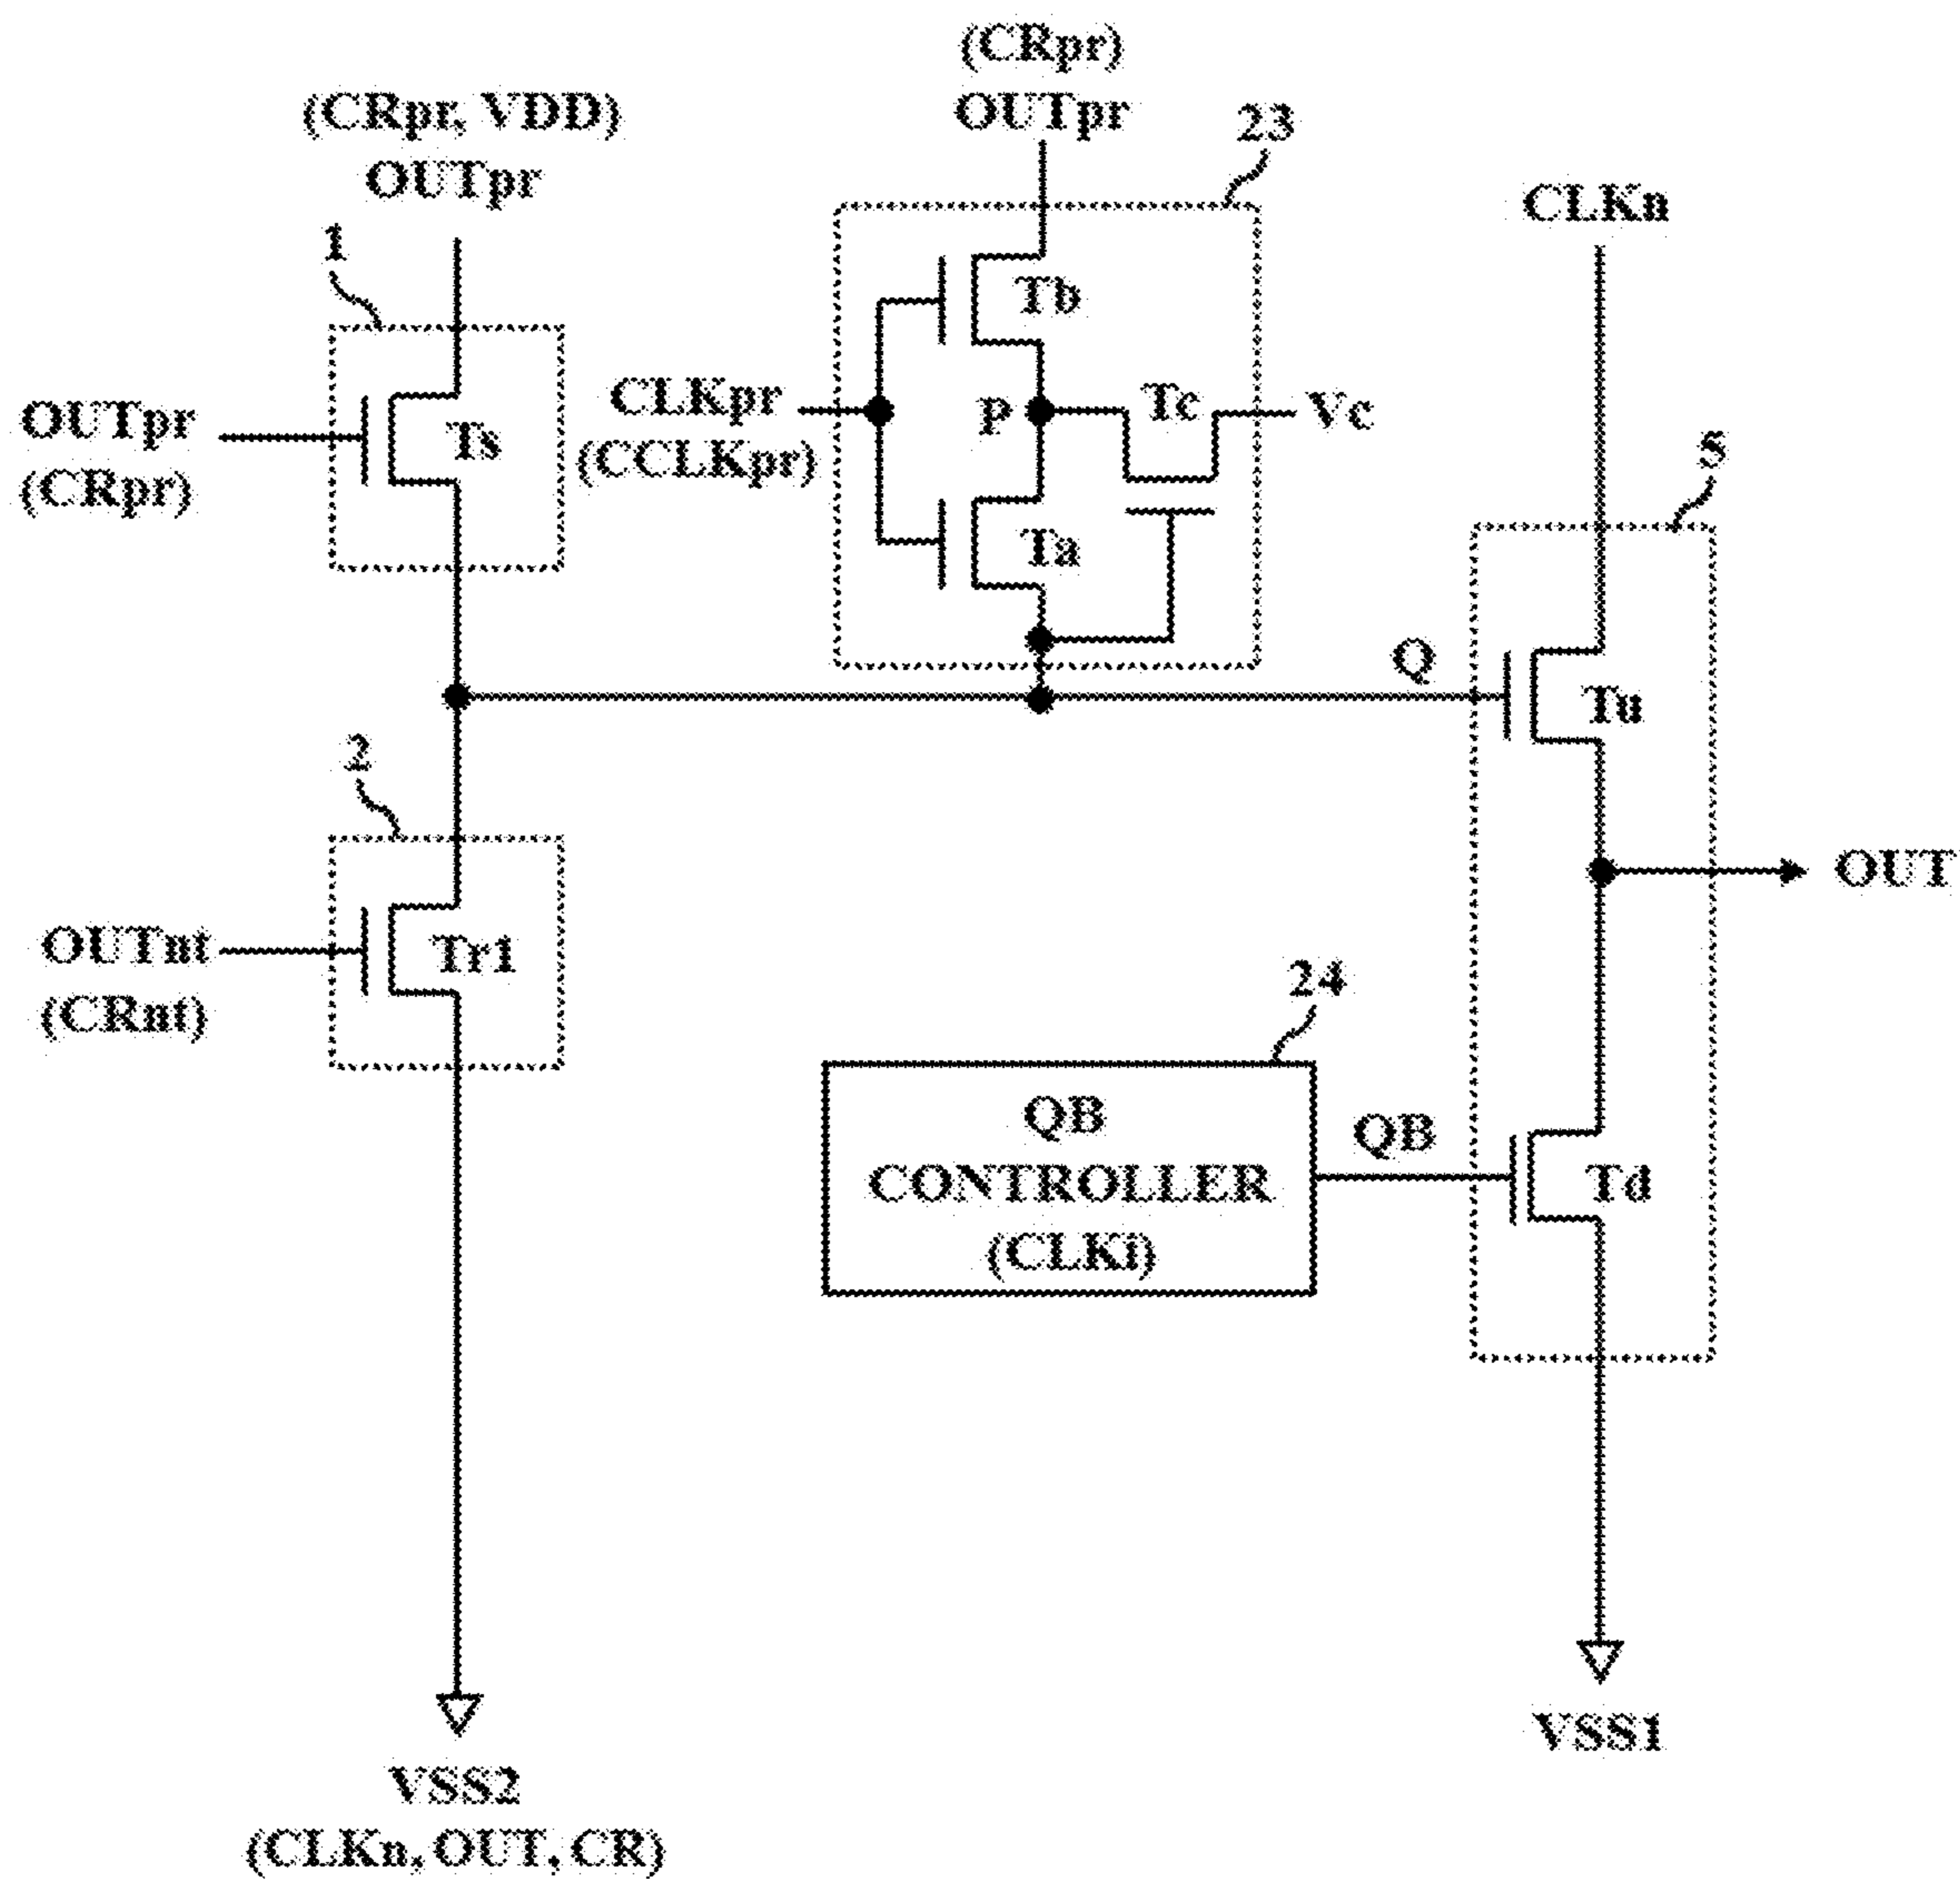 (CRpr)
OUTpr
23
(CRpr, VDD)
OUTpr
CLKn
1
Tb
CLKpr
(CCLKpr)
P
Tc
Vc
OUTpr
(CRpr)
Ts
5
Ta
Q
Tu
2
OUT
OUTnt
(CRnt)
Tr1
24
QB
CONTROLLER
(CLKi)
QB
Td
VSS1
VSS2
(CLKn, OUT, CR)